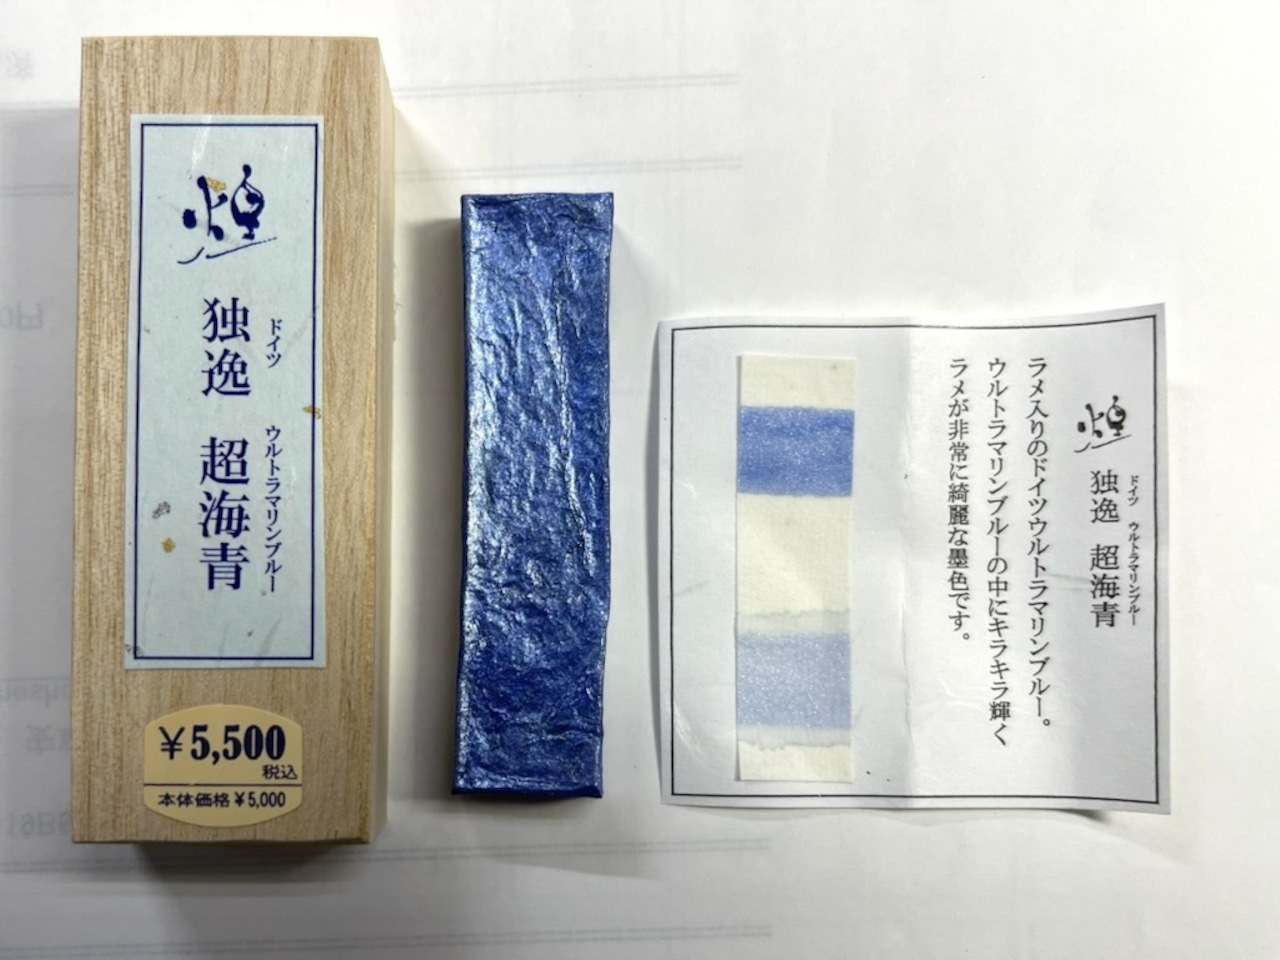 煌
独逸 超海青
ドイツ ウルトラマリンブルー
¥5,500
税込
本体価格¥5,000
煌
独逸 超海青
ドイツ ウルトラマリンブルー
ラメ入りのドイツウルトラマリンブルー。
ウルトラマリンブルーの中にキラキラ輝く
ラメが非常に綺麗な墨色です。